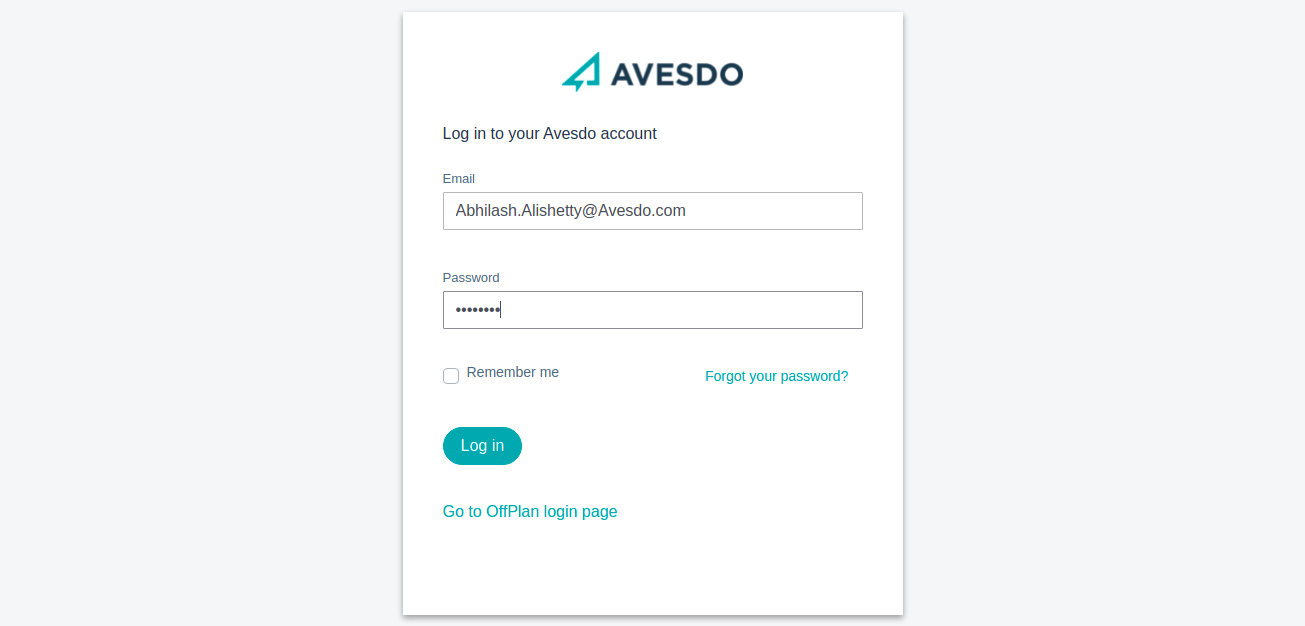 AVESDO
Log in to your Avesdo account
Email
Abhilash.Alishetty@Avesdo.com
Password
••••••••
Remember me
Forgot your password?
Log in
Go to OffPlan login page